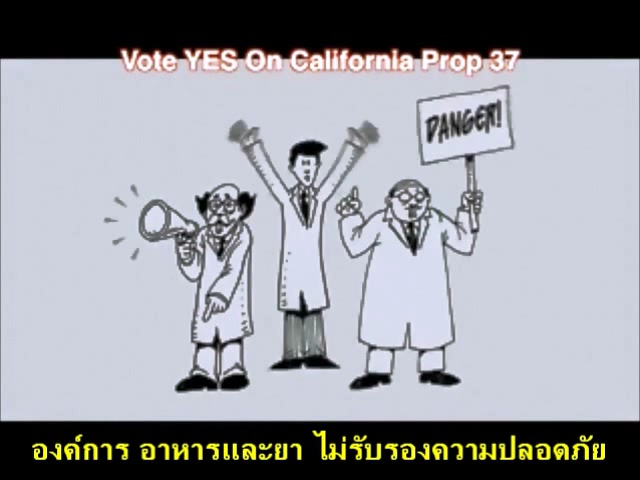 Vote YES On California Prop 37
DANGER!
องค์การ อาหารและยา ไม่รับรองความปลอดภัย